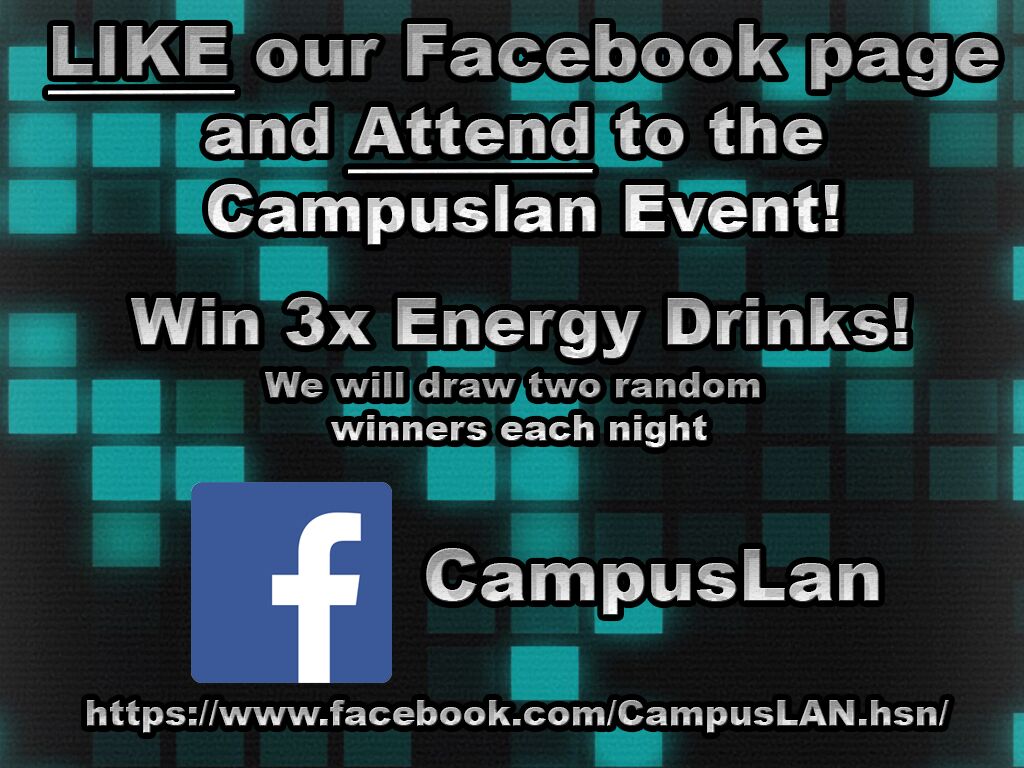 LIKE our Facebook page
and Attend to the
Campuslan Event!
Win 3x Energy Drinks!
We will draw two random
winners each night
f
CampusLan
https://www.facebook.com/CampusLAN.hsn/